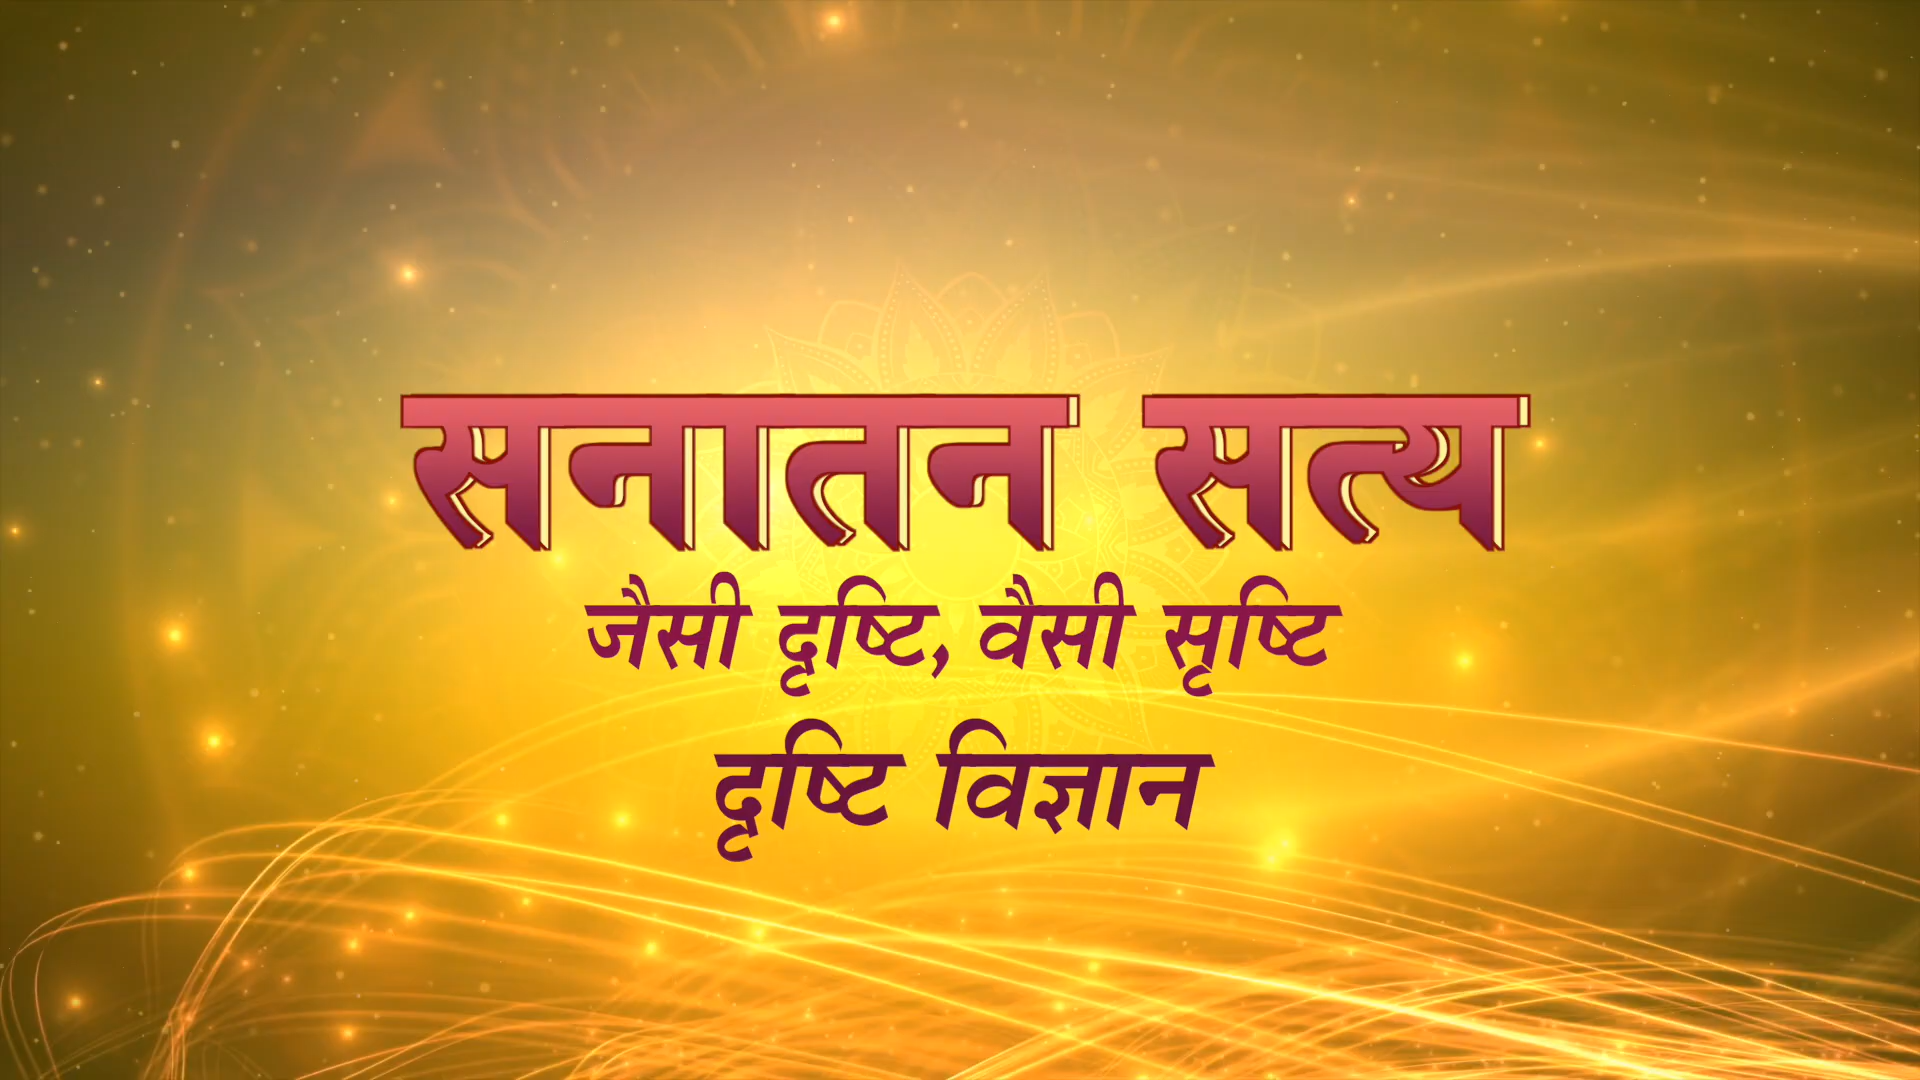 सनातन सत्य
जैसी दृष्टि, वैसी सृष्टि
दृष्टि विज्ञान